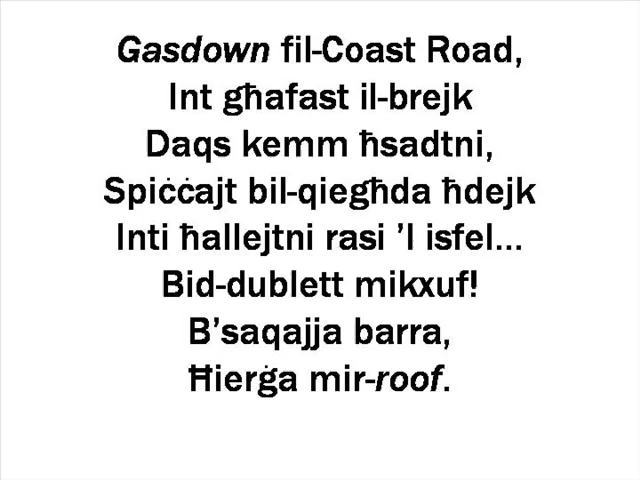 Gasdown fil-Coast Road,
Int għafast il-brejk
Daqs kemm ħsadtni,
Spiċċajt bil-qiegħda ħdejk
Inti ħallejtni rasi ’l isfel...
Bid-dublett mikxuf!
B’saqajja barra,
Ħierġa mir-roof.